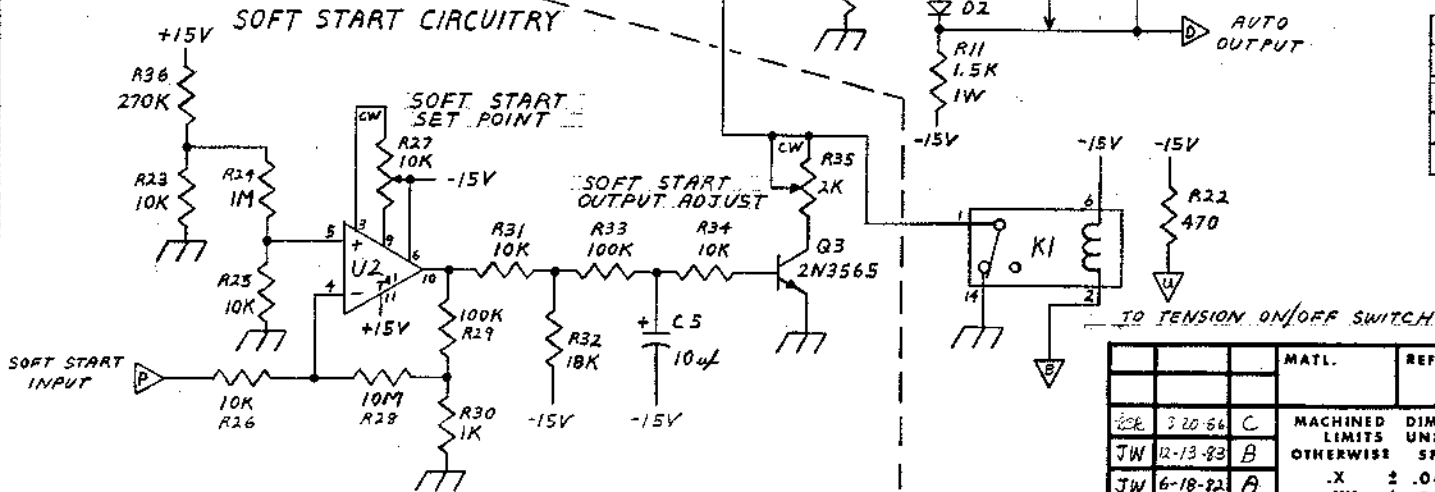 SOFT START CIRCUITRY
+15V
R36
270K
R23
10K
R24
1M
R25
10K
SOFT START
SET POINT
CW
R27
10K
-15V
3
9
6
5
+
U2
4
-
10
11
+15V
SOFT START
INPUT
P
10K
R26
10M
R28
100K
R29
R30
1K
R31
10K
R32
18K
-15V
R33
100K
+
C5
10uf
-15V
SOFT START
OUTPUT ADJUST
R34
10K
CW
R35
2K
Q3
2N3565
D2
R11
1.5K
1W
-15V
D
AUTO
OUTPUT
-15V
1
6
K1
14
2
B
-15V
R22
470
U
TO TENSION ON/OFF SWITCH
MATL.
REF
C
MACHINED DIM
LIMITS UN
OTHERWISE SP
JW 12-13-83 B
JW 6-18-82 A
.X ± .0